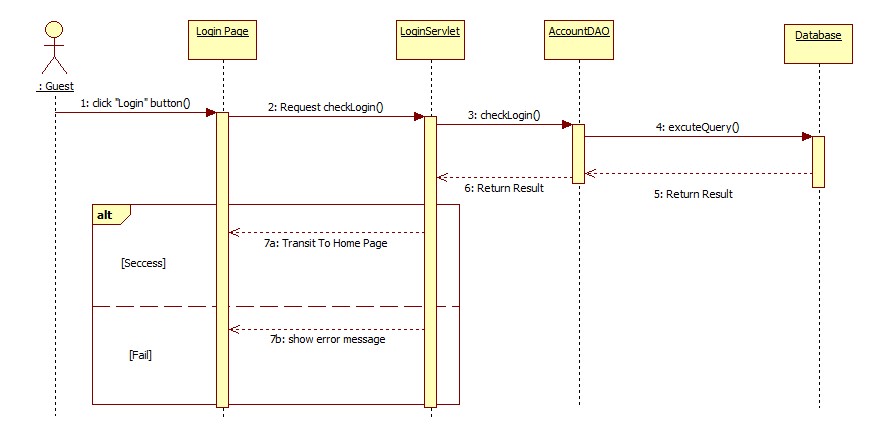 Login Page
LoginServlet
AccountDAO
Database
: Guest
1: click "Login" button()
2: Request checkLogin()
3: checkLogin()
4: excuteQuery()
5: Return Result
6: Return Result
alt
7a: Transit To Home Page
[Seccess]
7b: show error message
[Fail]